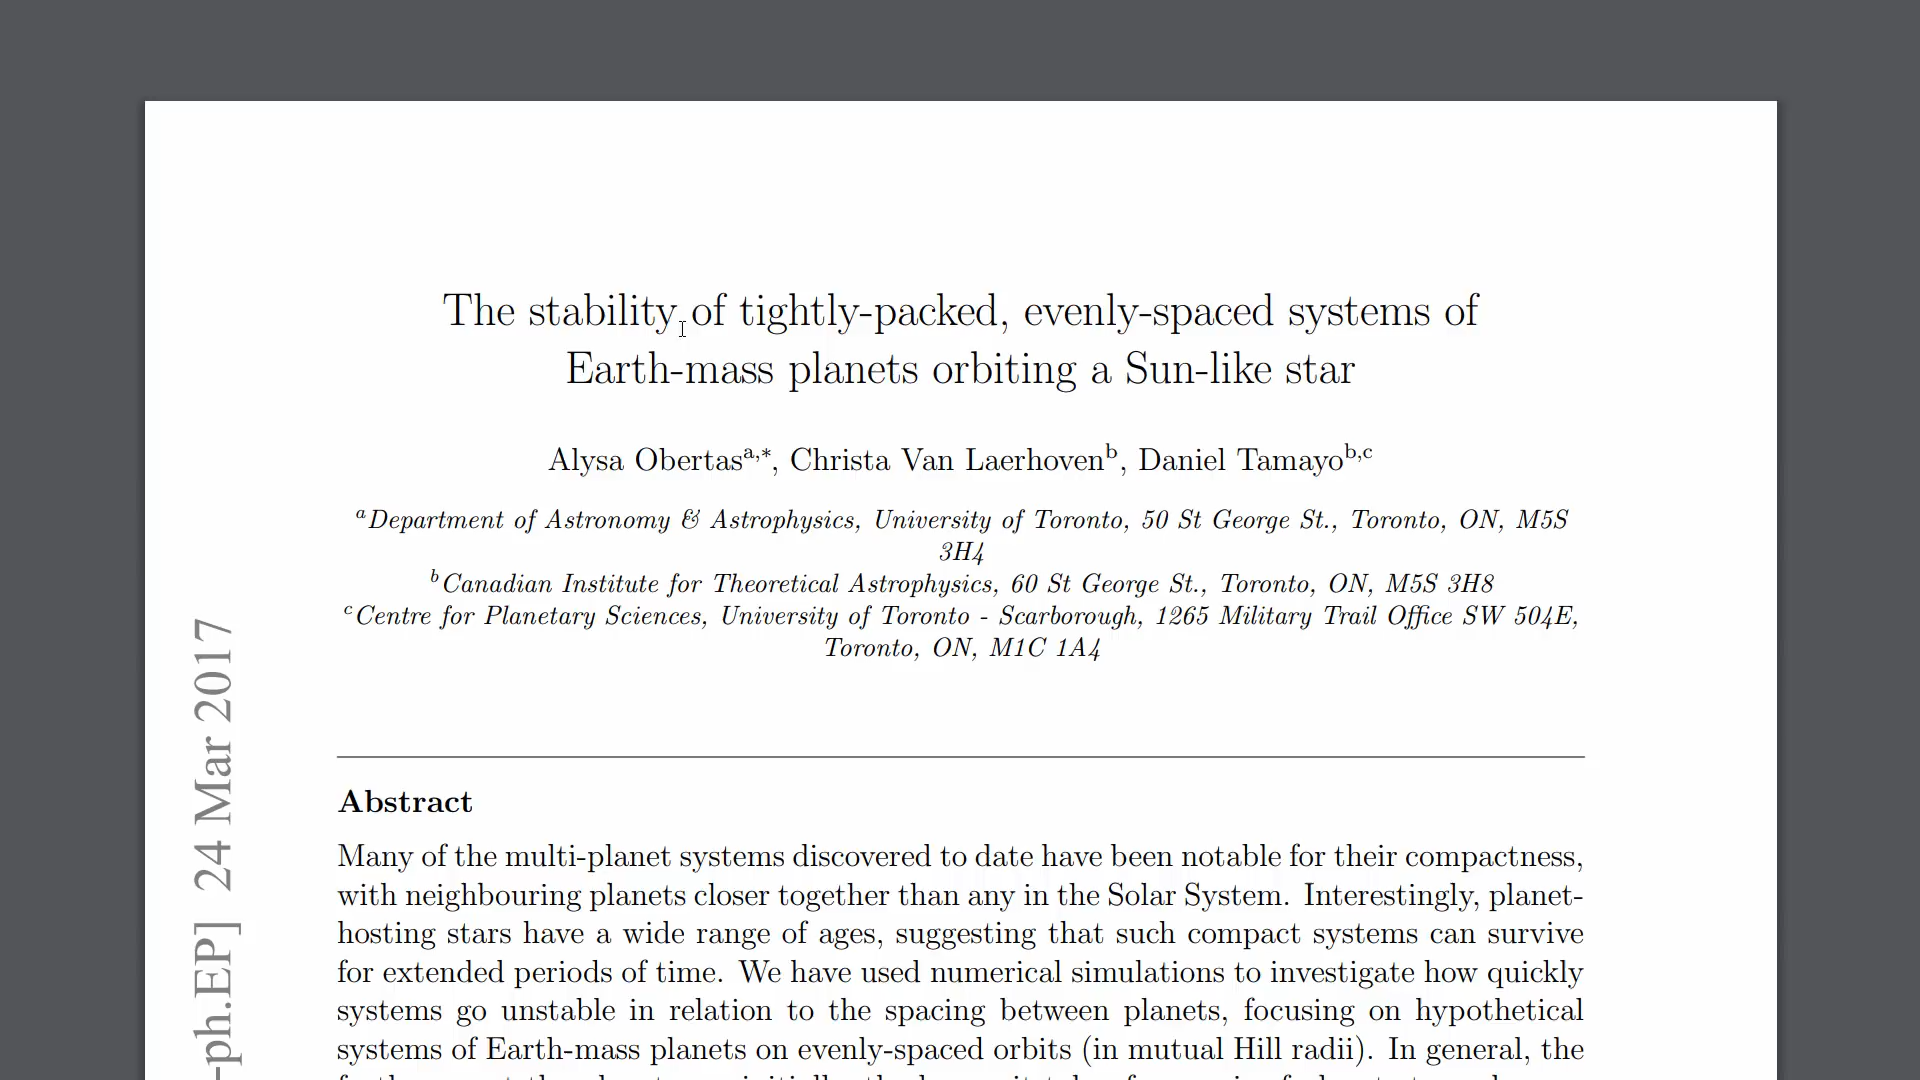 The stability of tightly-packed, evenly-spaced systems of
Earth-mass planets orbiting a Sun-like star
Alysa Obertasa,*, Christa Van Laerhovenb, Daniel Tamayob,c
aDepartment of Astronomy & Astrophysics, University of Toronto, 50 St George St., Toronto, ON, M5S
3H4
bCanadian Institute for Theoretical Astrophysics, 60 St George St., Toronto, ON, M5S 3H8
cCentre for Planetary Sciences, University of Toronto - Scarborough, 1265 Military Trail Office SW 504E,
Toronto, ON, M1C 1A4
Abstract
Many of the multi-planet systems discovered to date have been notable for their compactness,
with neighbouring planets closer together than any in the Solar System. Interestingly, planet-
hosting stars have a wide range of ages, suggesting that such compact systems can survive
for extended periods of time. We have used numerical simulations to investigate how quickly
systems go unstable in relation to the spacing between planets, focusing on hypothetical
systems of Earth-mass planets on evenly-spaced orbits (in mutual Hill radii). In general, the
-ph.EP] 24 Mar 2017